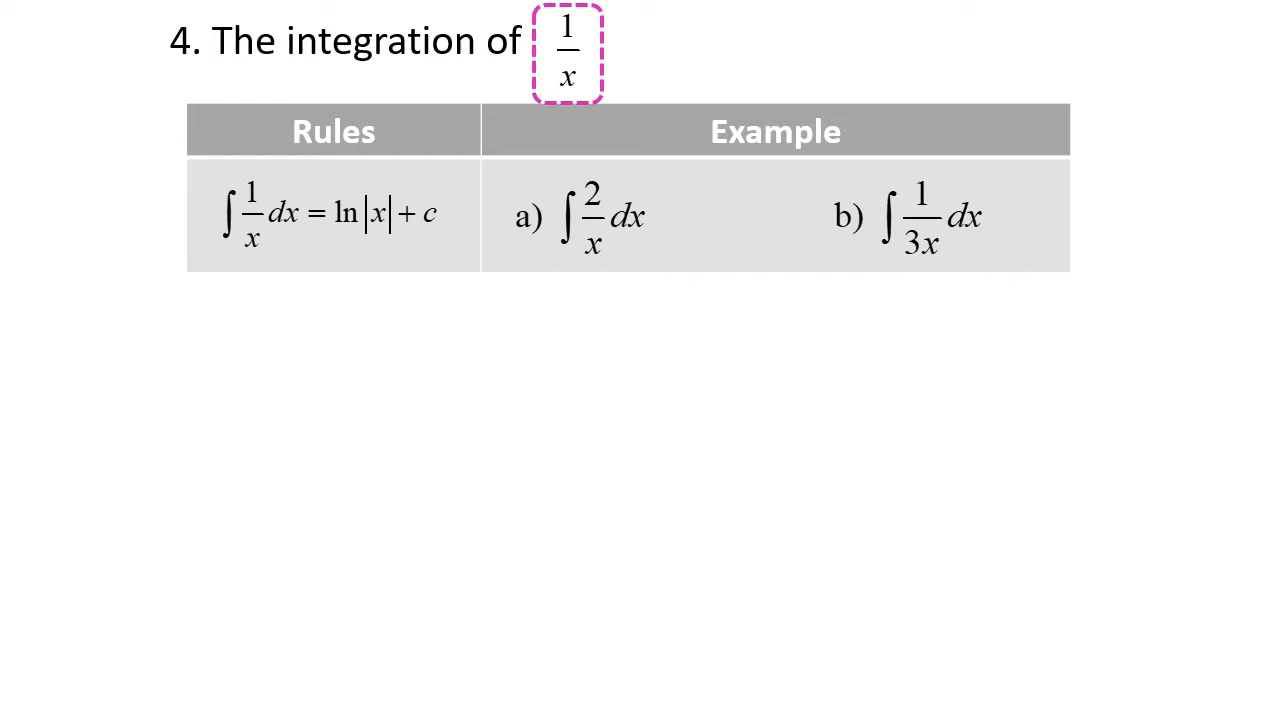 4. The integration of 1/x
Rules Example
∫ 1/x dx = ln|x| + c a) ∫ 2/x dx b) ∫ 1/3x dx